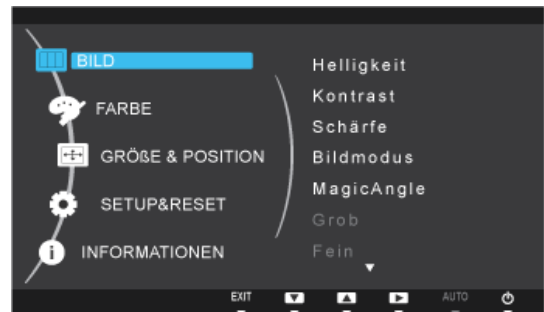 BILD
FARBE
GRÖßE & POSITION
SETUP&RESET
INFORMATIONEN
Helligkeit
Kontrast
Schärfe
Bildmodus
MagicAngle
Grob
Fein
EXIT
AUTO